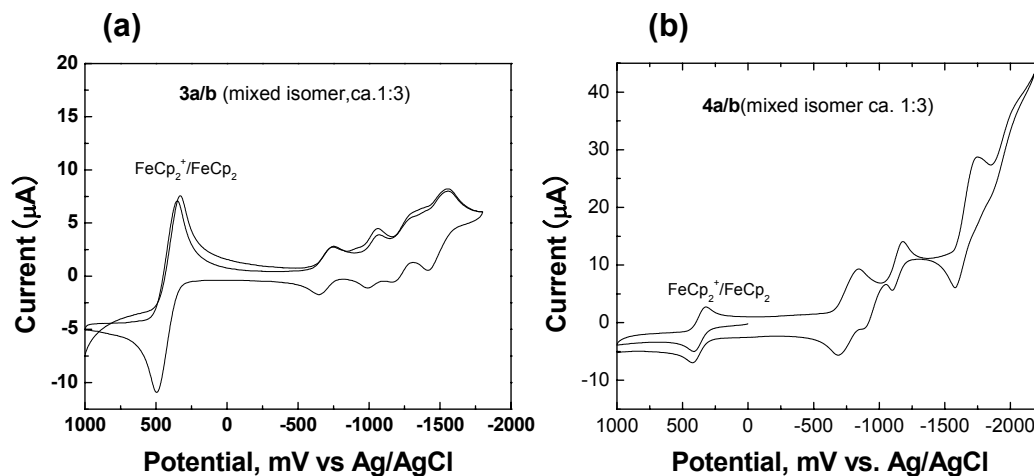 (a)
3a/b (mixed isomer,ca.1:3)
FeCp₂⁺/FeCp₂
Current (μA)
20
15
10
5
0
-5
-10
1000 500 0 -500 -1000 -1500 -2000
Potential, mV vs Ag/AgCl
(b)
4a/b(mixed isomer ca. 1:3)
FeCp₂⁺/FeCp₂
Current (μA)
40
30
20
10
0
-10
1000 500 0 -500 -1000 -1500 -2000
Potential, mV vs. Ag/AgCl